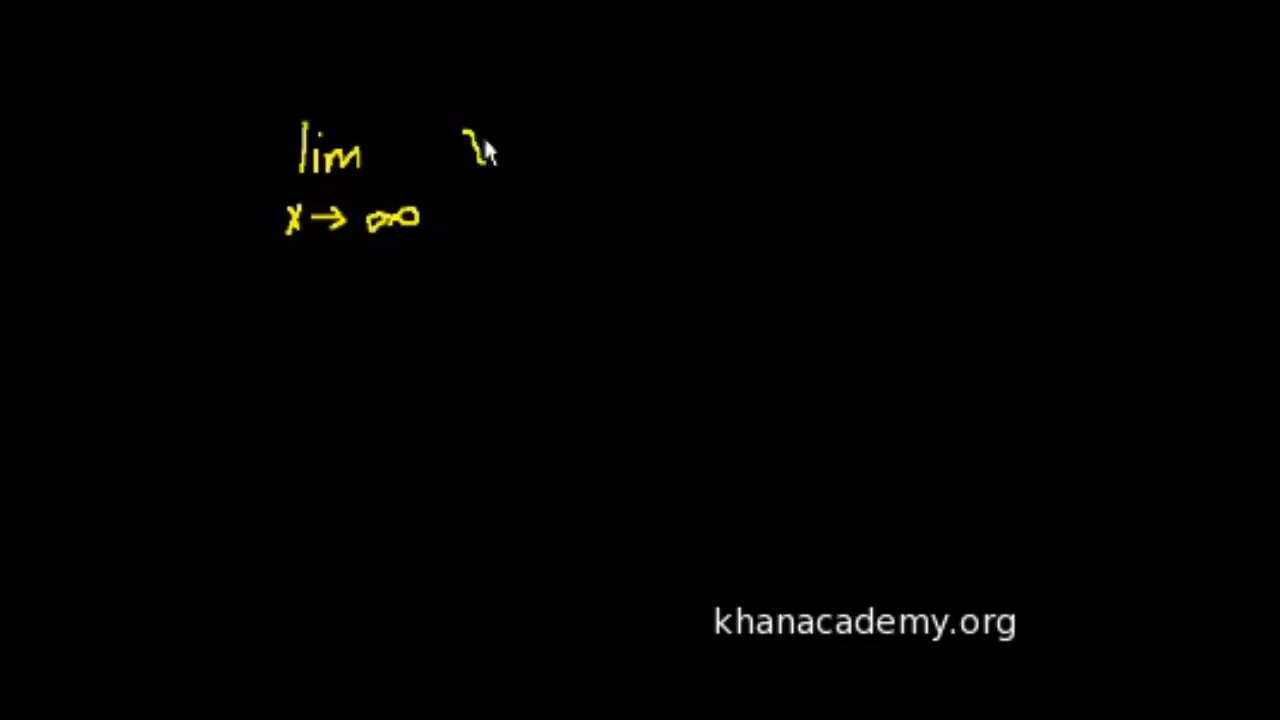 lim
x → ∞
khanacademy.org